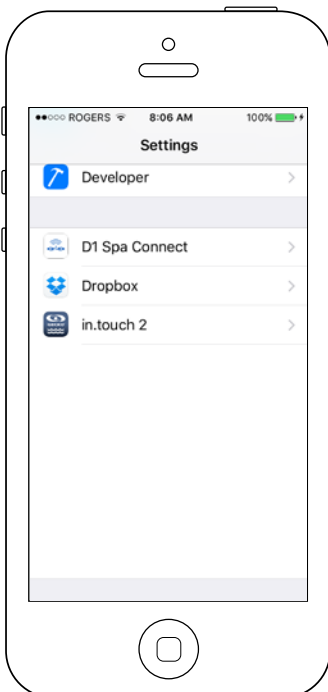 ROGERS 8:06 AM 100%
Settings
Developer
D1 Spa Connect
Dropbox
in.touch 2